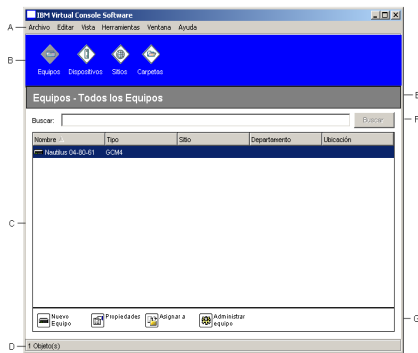 IBM Virtual Console Software
A Archivo Editar Vista Herramientas Ventana Ayuda
B
Equipos Dispositivos Sitios Carpetas
Equipos - Todos los Equipos E
Buscar: Buscar F
Nombre Tipo Sitio Departamento Ubicación
Nautilus 04-80-61 GCM4
C
Nuevo Equipo Propiedades Asignar a Administrar equipo G
D 1 Objeto(s)